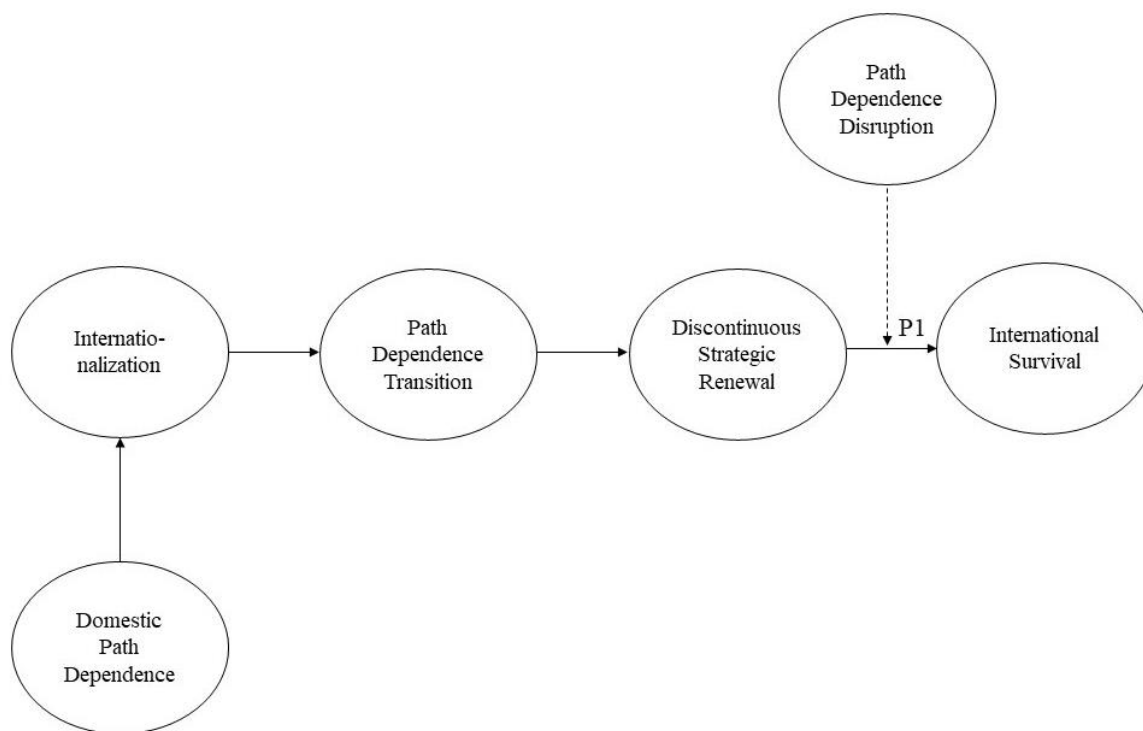 Path
Dependence
Disruption
Internatio-
nalization
Path
Dependence
Transition
Discontinuous
Strategic
Renewal
P1
International
Survival
Domestic
Path
Dependence